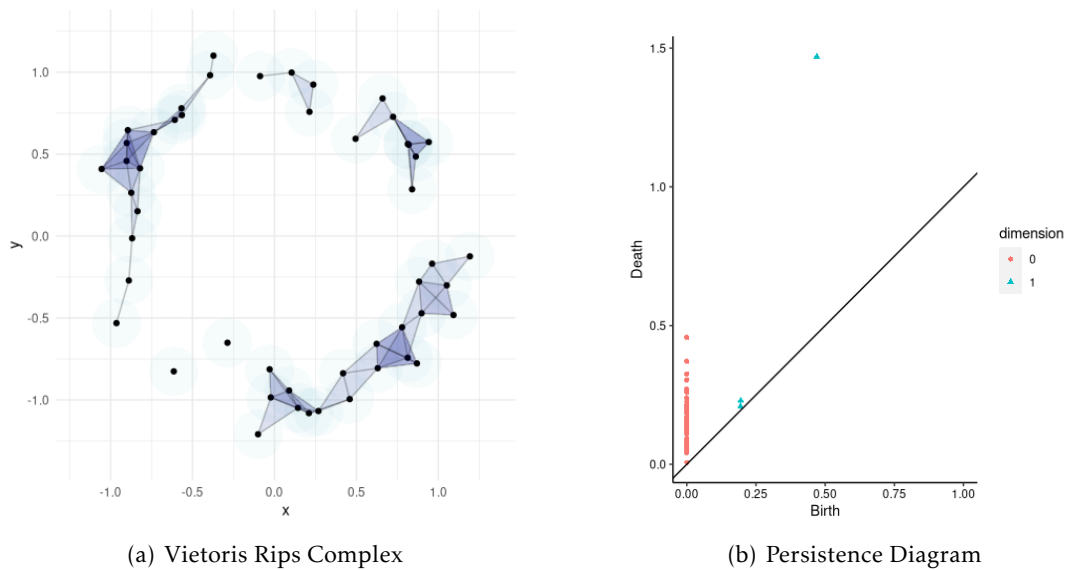 1.0
0.5
0.0
-0.5
-1.0
y
-1.0 -0.5 0.0 0.5 1.0
x
(a) Vietoris Rips Complex
1.5
1.0
0.5
0.0
Death
0.00 0.25 0.50 0.75 1.00
Birth
dimension
0
1
(b) Persistence Diagram